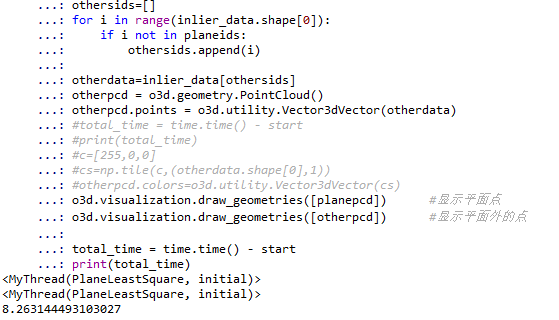 ...: othersids=[]
...: for i in range(inlier_data.shape[0]):
...:     if i not in planeids:
...:         othersids.append(i)
...:
...: otherdata=inlier_data[othersids]
...: otherpcd = o3d.geometry.PointCloud()
...: otherpcd.points = o3d.utility.Vector3dVector(otherdata)
...: #total_time = time.time() - start
...: #print(total_time)
...: #c=[255,0,0]
...: #cs=np.tile(c,(otherdata.shape[0],1))
...: #otherpcd.colors=o3d.utility.Vector3dVector(cs)
...: o3d.visualization.draw_geometries([planepcd])      #显示平面点
...: o3d.visualization.draw_geometries([otherpcd])      #显示平面外的点
...:
...: total_time = time.time() - start
...: print(total_time)
<MyThread(PlaneLeastSquare, initial)>
<MyThread(PlaneLeastSquare, initial)>
8.263144493103027